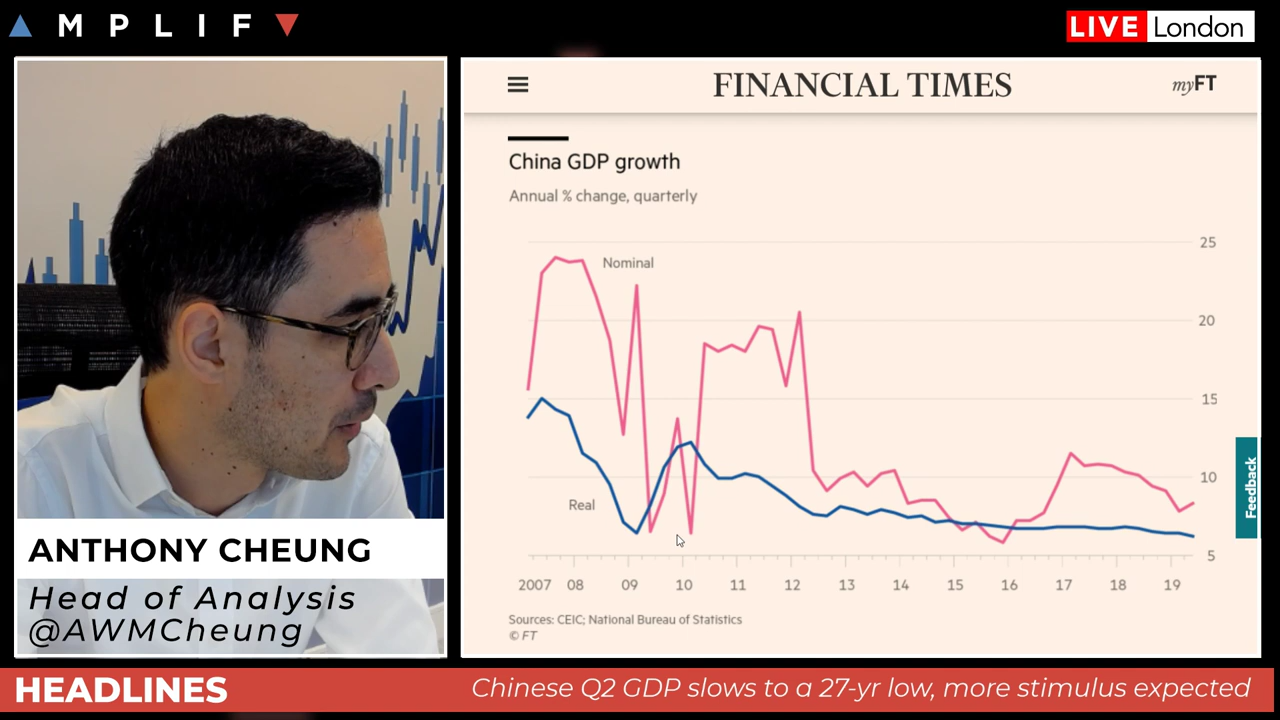 MPLIF
LIVE London
FINANCIAL TIMES
myFT
China GDP growth
Annual % change, quarterly
25
Nominal
20
15
10
Real
5
2007 08 09 10 11 12 13 14 15 16 17 18 19
Sources: CEIC; National Bureau of Statistics
© FT
Feedback
ANTHONY CHEUNG
Head of Analysis
@AWMCheung
HEADLINES
Chinese Q2 GDP slows to a 27-yr low, more stimulus expected